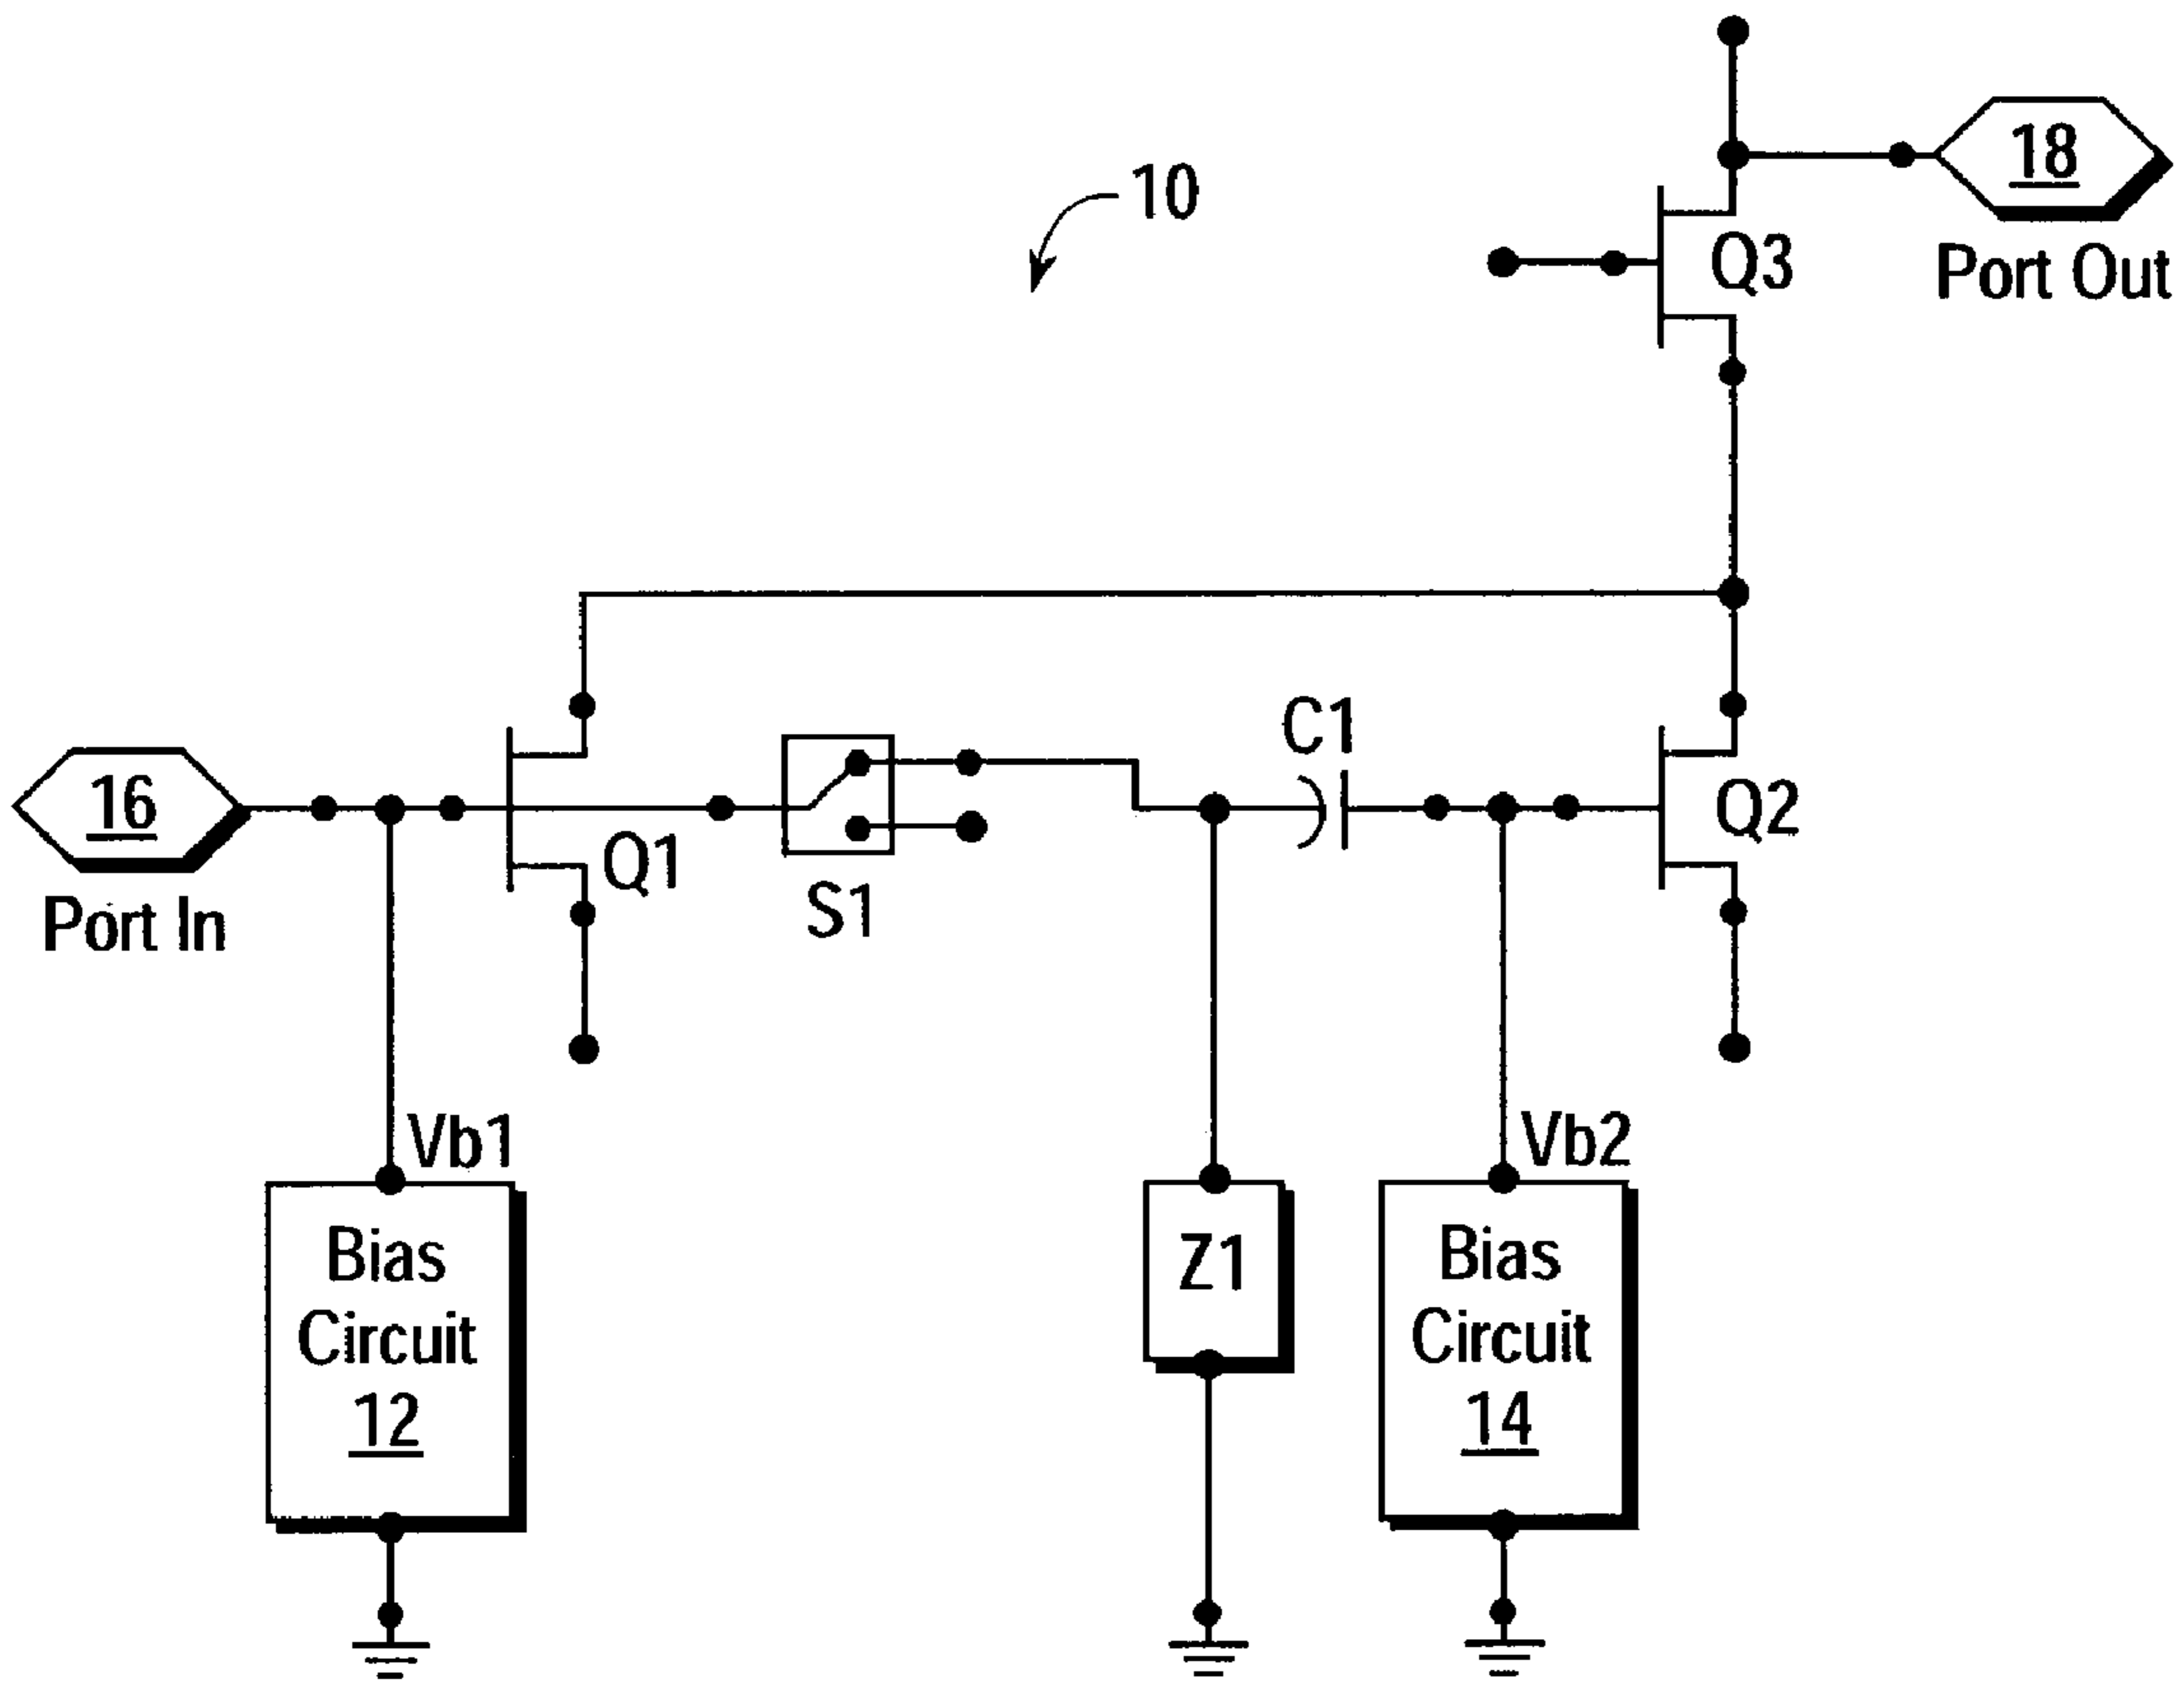 10
18
Port Out
Q3
C1
16
Port In
Q1
S1
Q2
Vb1
Vb2
Bias
Circuit
12
Z1
Bias
Circuit
14